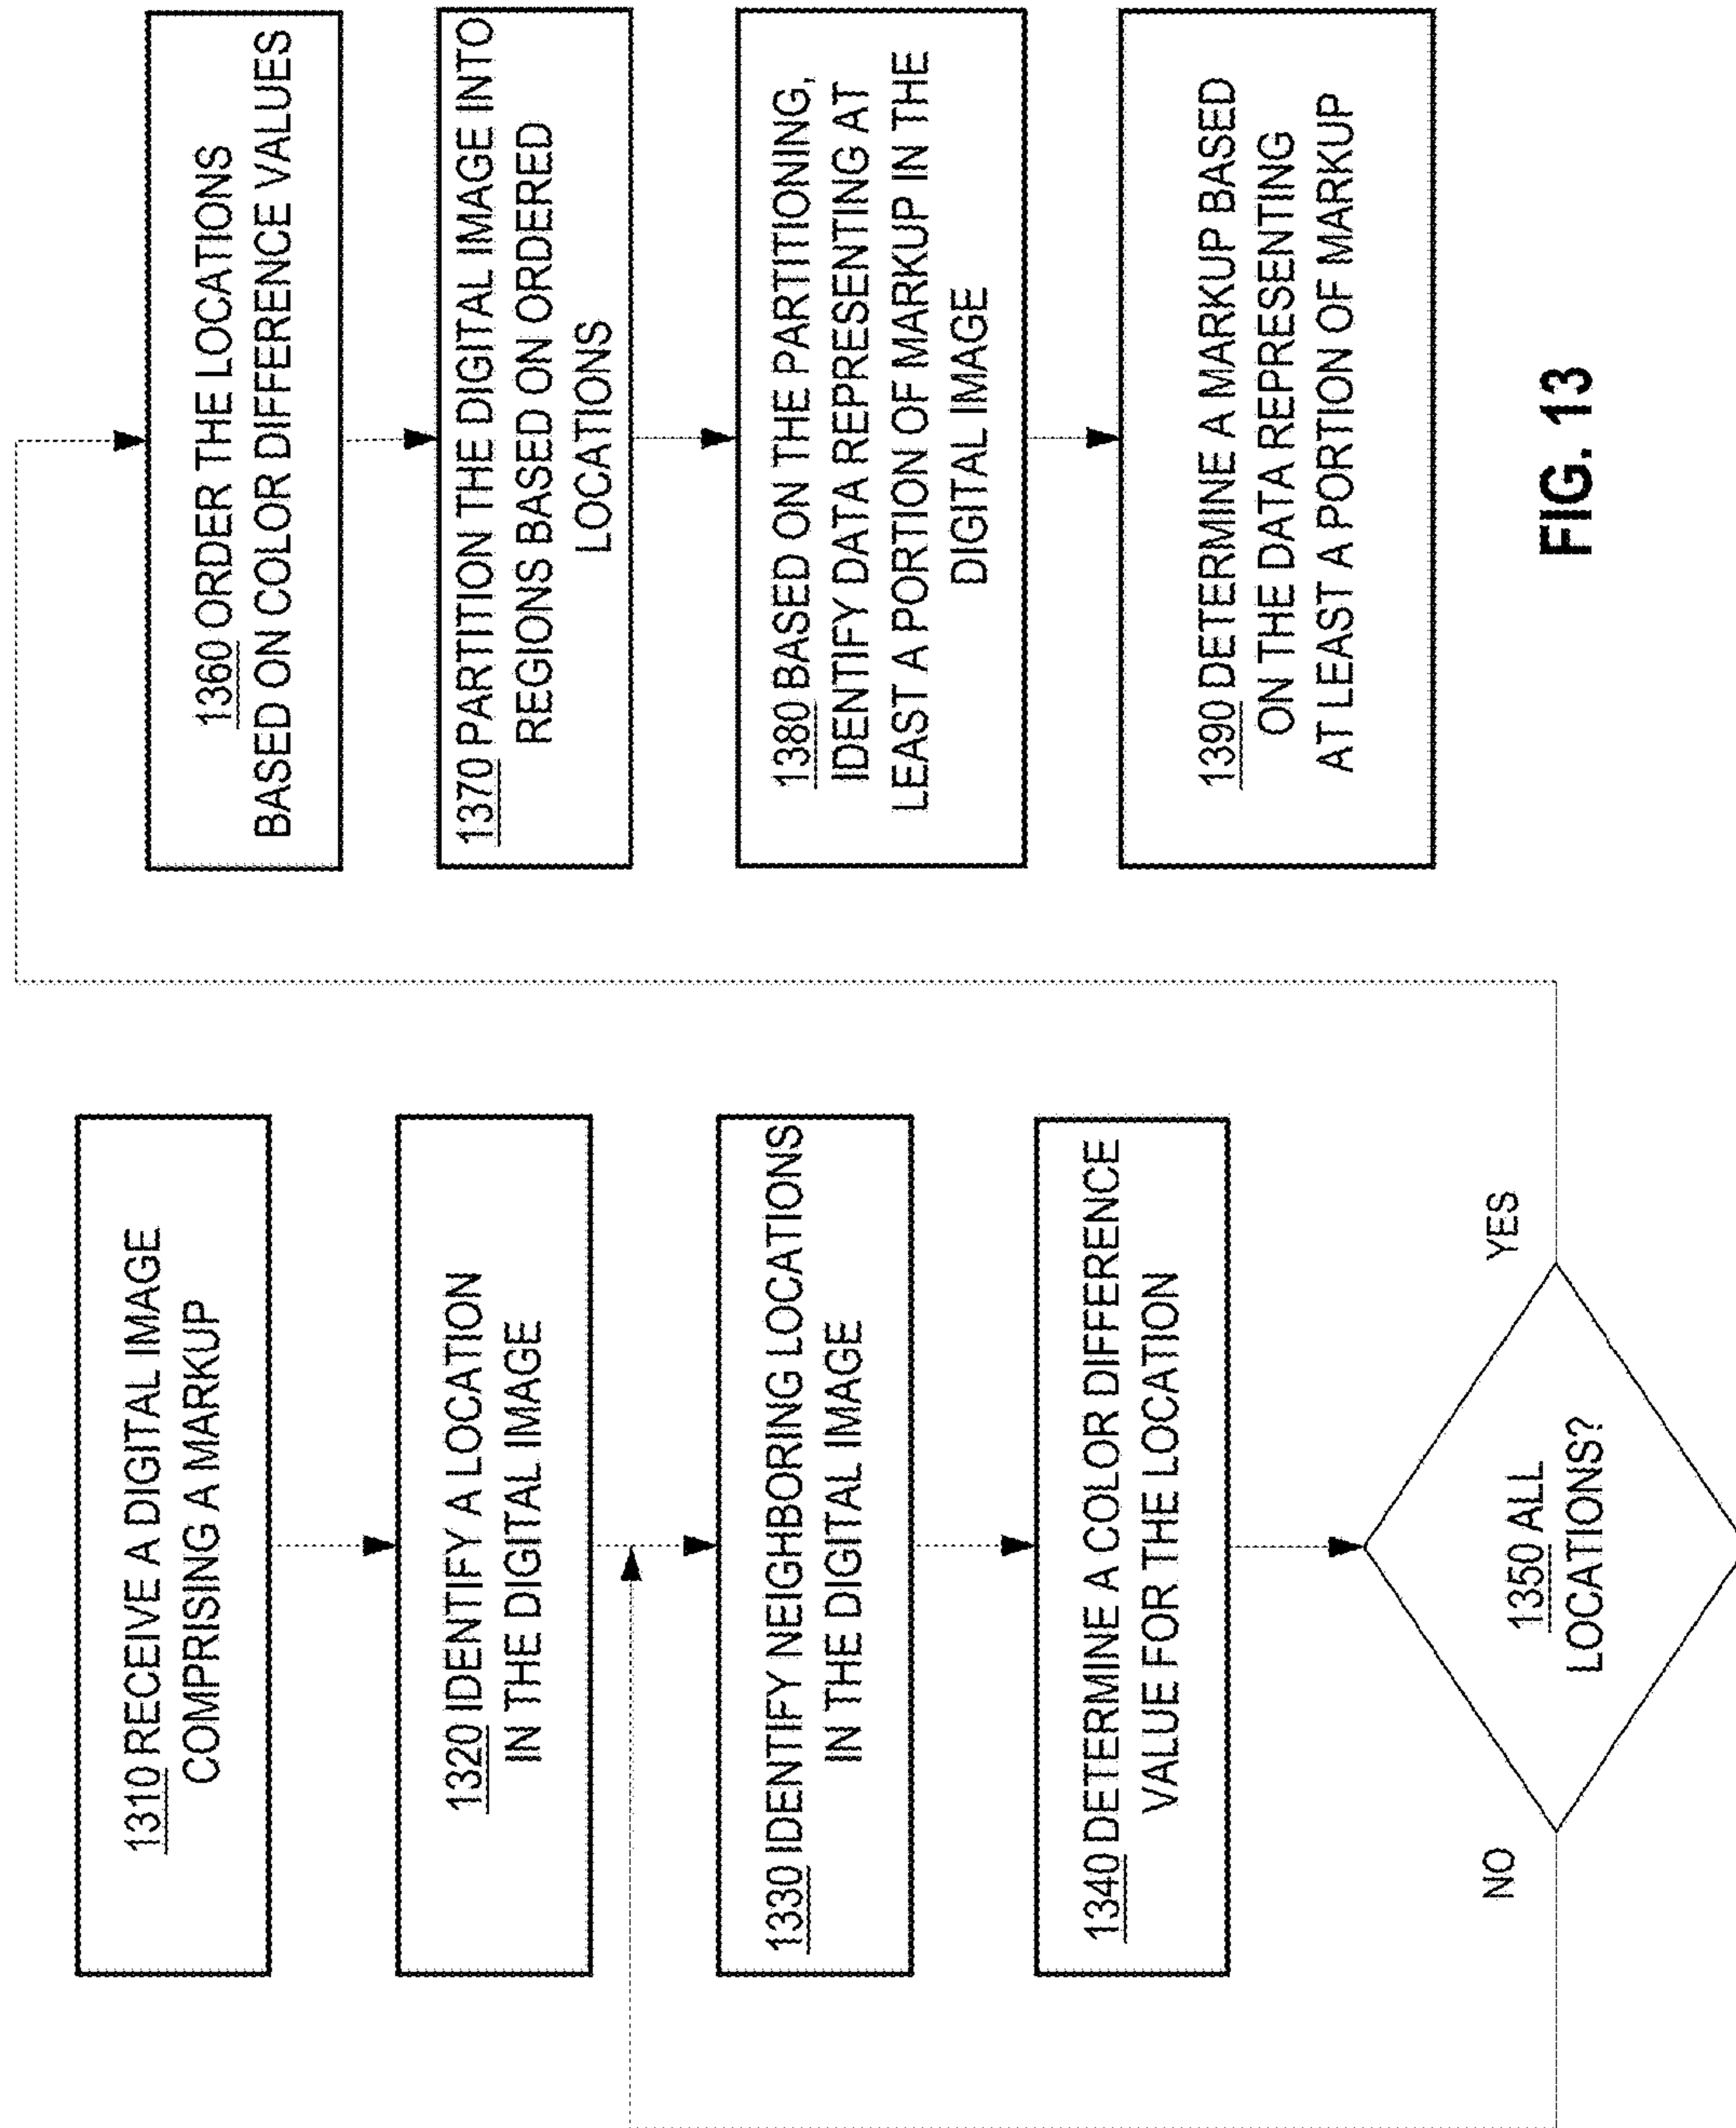 1310 RECEIVE A DIGITAL IMAGE
COMPRISING A MARKUP
1320 IDENTIFY A LOCATION
IN THE DIGITAL IMAGE
1330 IDENTIFY NEIGHBORING LOCATIONS
IN THE DIGITAL IMAGE
1340 DETERMINE A COLOR DIFFERENCE
VALUE FOR THE LOCATION
1350 ALL
LOCATIONS?
NO
YES
1360 ORDER THE LOCATIONS
BASED ON COLOR DIFFERENCE VALUES
1370 PARTITION THE DIGITAL IMAGE INTO
REGIONS BASED ON ORDERED
LOCATIONS
1380 BASED ON THE PARTITIONING,
IDENTIFY DATA REPRESENTING AT
LEAST A PORTION OF MARKUP IN THE
DIGITAL IMAGE
1390 DETERMINE A MARKUP BASED
ON THE DATA REPRESENTING
AT LEAST A PORTION OF MARKUP
FIG. 13